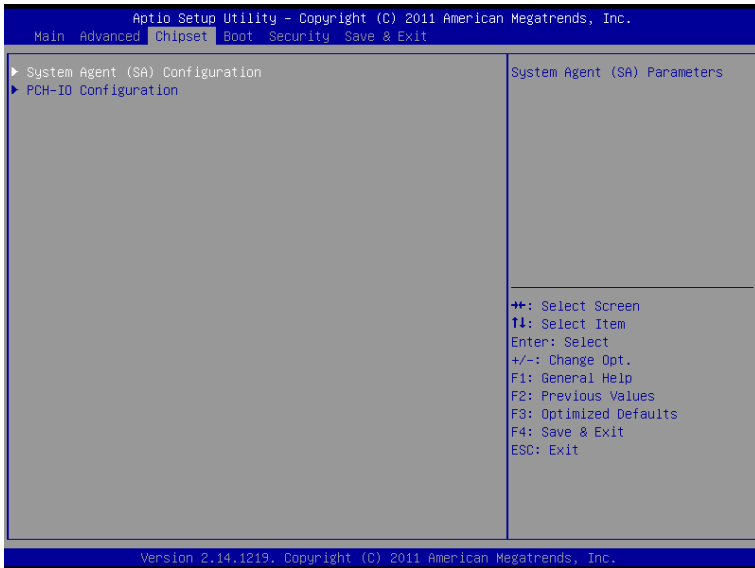 Aptio Setup Utility – Copyright (C) 2011 American Megatrends, Inc.
Main Advanced Chipset Boot Security Save & Exit
▶ System Agent (SA) Configuration
▶ PCH-IO Configuration
System Agent (SA) Parameters
→←: Select Screen
↑↓: Select Item
Enter: Select
+/-: Change Opt.
F1: General Help
F2: Previous Values
F3: Optimized Defaults
F4: Save & Exit
ESC: Exit
Version 2.14.1219. Copyright (C) 2011 American Megatrends, Inc.